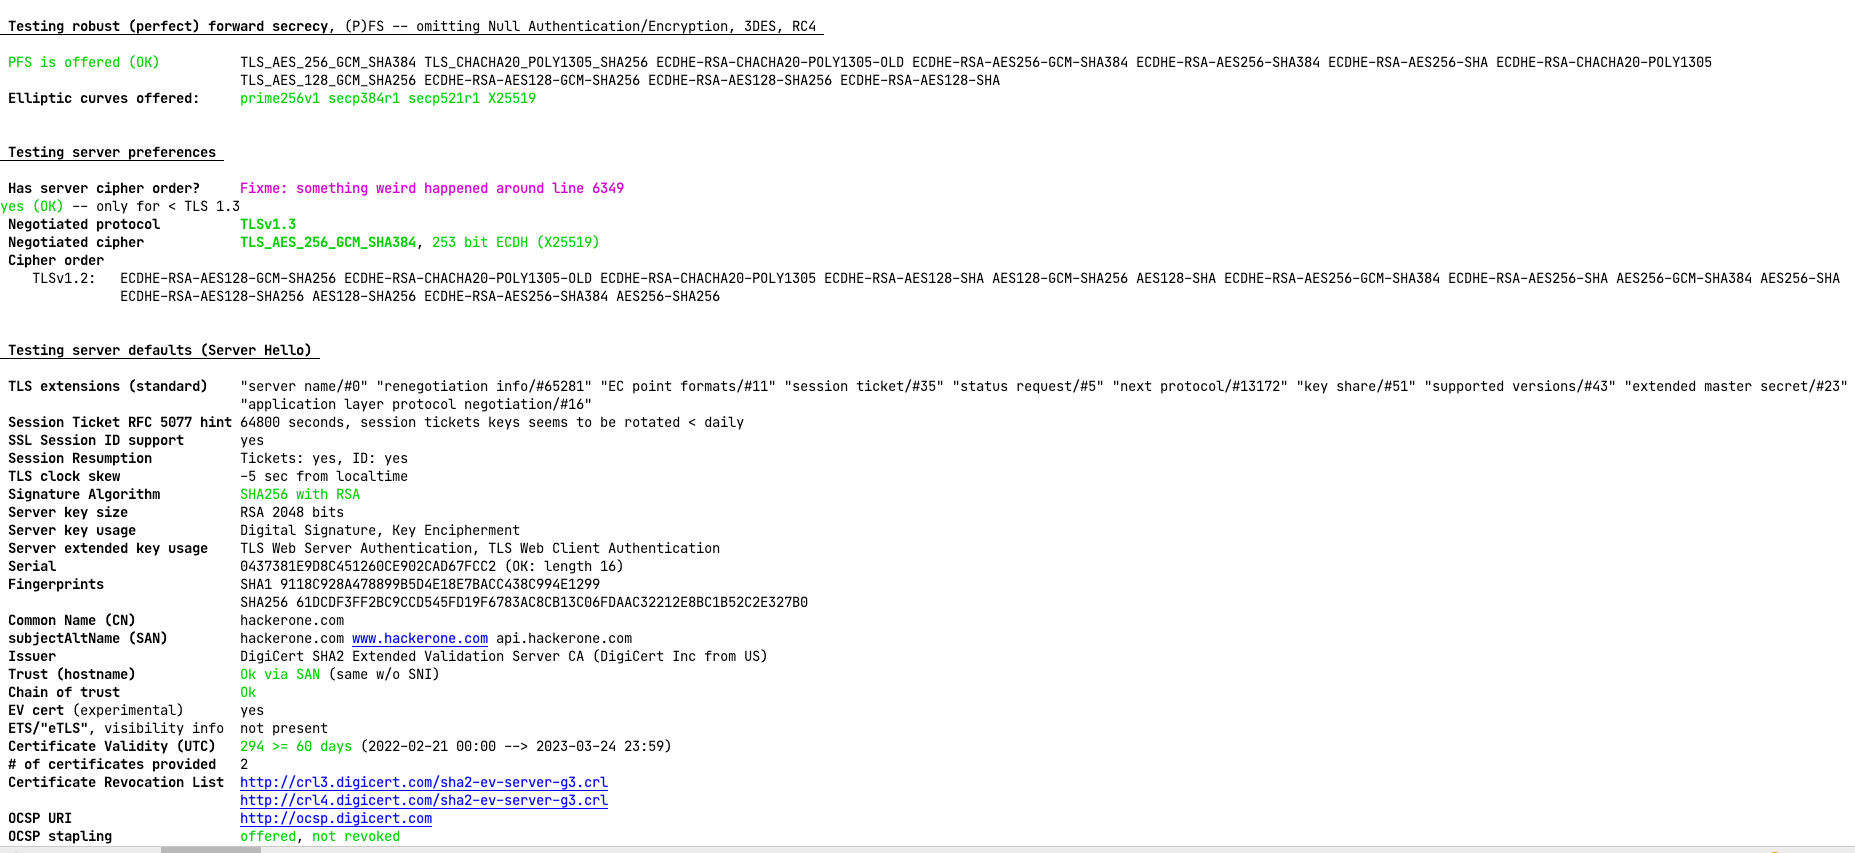 Testing robust (perfect) forward secrecy, (P)FS -- omitting Null Authentication/Encryption, 3DES, RC4
PFS is offered (OK) TLS_AES_256_GCM_SHA384 TLS_CHACHA20_POLY1305_SHA256 ECDHE-RSA-CHACHA20-POLY1305-OLD ECDHE-RSA-AES256-GCM-SHA384 ECDHE-RSA-AES256-SHA384 ECDHE-RSA-AES256-SHA ECDHE-RSA-CHACHA20-POLY1305
TLS_AES_128_GCM_SHA256 ECDHE-RSA-AES128-GCM-SHA256 ECDHE-RSA-AES128-SHA256 ECDHE-RSA-AES128-SHA
Elliptic curves offered: prime256v1 secp384r1 secp521r1 X25519
Testing server preferences
Has server cipher order? Fixme: something weird happened around line 6349
yes (OK) -- only for < TLS 1.3
Negotiated protocol TLSv1.3
Negotiated cipher TLS_AES_256_GCM_SHA384, 253 bit ECDH (X25519)
Cipher order
TLSv1.2: ECDHE-RSA-AES128-GCM-SHA256 ECDHE-RSA-CHACHA20-POLY1305-OLD ECDHE-RSA-CHACHA20-POLY1305 ECDHE-RSA-AES128-SHA AES128-GCM-SHA256 AES128-SHA ECDHE-RSA-AES256-GCM-SHA384 ECDHE-RSA-AES256-SHA AES256-GCM-SHA384 AES256-SHA
ECDHE-RSA-AES128-SHA256 AES128-SHA256 ECDHE-RSA-AES256-SHA384 AES256-SHA256
Testing server defaults (Server Hello)
TLS extensions (standard) "server name/#0" "renegotiation info/#65281" "EC point formats/#11" "session ticket/#35" "status request/#5" "next protocol/#13172" "key share/#51" "supported versions/#43" "extended master secret/#23"
"application layer protocol negotiation/#16"
Session Ticket RFC 5077 hint 64800 seconds, session tickets keys seems to be rotated < daily
SSL Session ID support yes
Session Resumption Tickets: yes, ID: yes
TLS clock skew -5 sec from localtime
Signature Algorithm SHA256 with RSA
Server key size RSA 2048 bits
Server key usage Digital Signature, Key Encipherment
Server extended key usage TLS Web Server Authentication, TLS Web Client Authentication
Serial 0437381E9D8C451260CE902CAD67FCC2 (OK: length 16)
Fingerprints SHA1 9118C928A478899B5D4E18E7BACC438C994E1299
SHA256 61DCDF3FF2BC9CCD545FD19F6783AC8CB13C06FDAAC32212E8BC1B52C2E327B0
Common Name (CN) hackerone.com
subjectAltName (SAN) hackerone.com www.hackerone.com api.hackerone.com
Issuer DigiCert SHA2 Extended Validation Server CA (DigiCert Inc from US)
Trust (hostname) Ok via SAN (same w/o SNI)
Chain of trust Ok
EV cert (experimental) yes
ETS/"eTLS", visibility info not present
Certificate Validity (UTC) 294 >= 60 days (2022-02-21 00:00 --> 2023-03-24 23:59)
# of certificates provided 2
Certificate Revocation List http://crl3.digicert.com/sha2-ev-server-g3.crl
http://crl4.digicert.com/sha2-ev-server-g3.crl
OCSP URI http://ocsp.digicert.com
OCSP stapling offered, not revoked